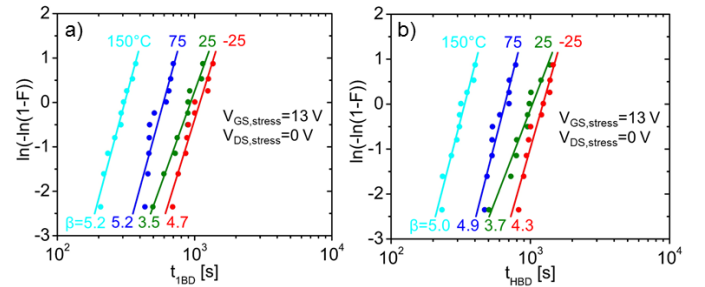 a)
150°C 75 25 -25
V_GS,stress=13 V
V_DS,stress=0 V
β=5.2 5.2 3.5 4.7
ln(-ln(1-F))
2
1
0
-1
-2
-3
10^2 10^3 10^4
t_1BD [s]
b)
150°C 75 25 -25
V_GS,stress=13 V
V_DS,stress=0 V
β=5.0 4.9 3.7 4.3
ln(-ln(1-F))
2
1
0
-1
-2
-3
10^2 10^3 10^4
t_HBD [s]